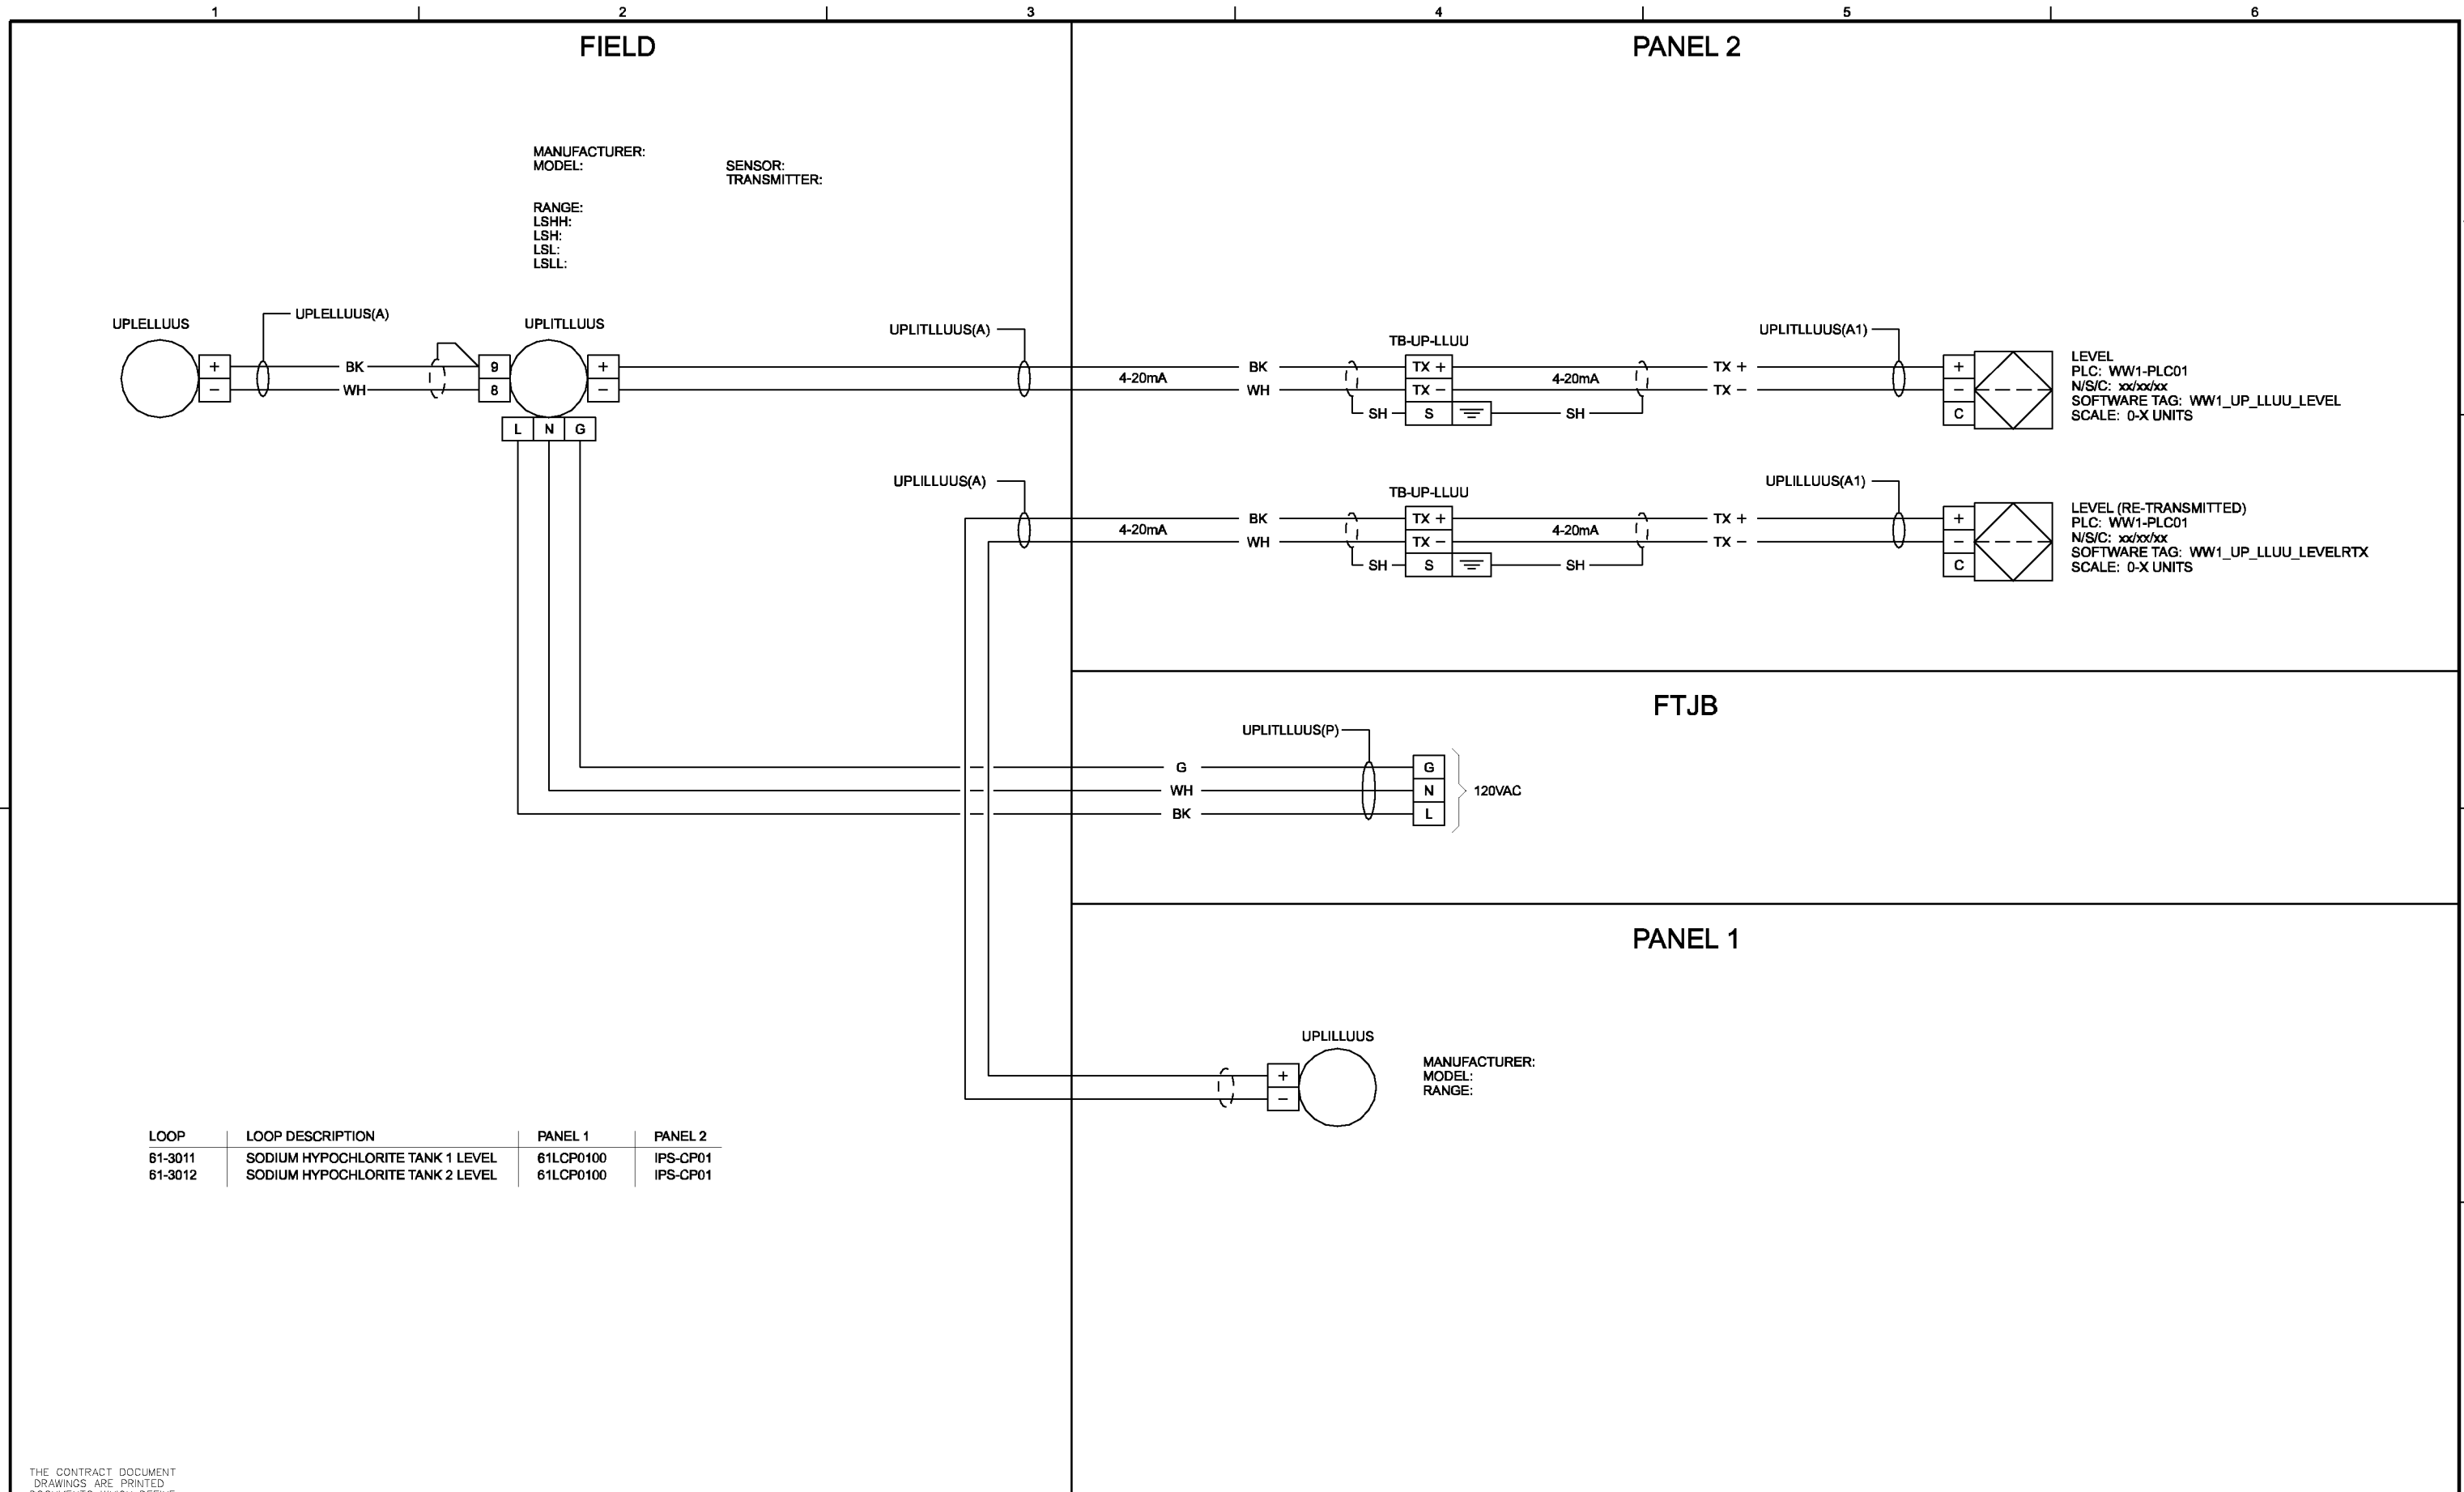 1 2 3 4 5 6
FIELD
PANEL 2
MANUFACTURER:
MODEL:
SENSOR:
TRANSMITTER:
RANGE:
LSHH:
LSH:
LSL:
LSLL:
UPLELLUUS
UPLELLUUS(A)
UPLITLLUUS
UPLITLLUUS(A)
TB-UP-LLUU
UPLITLLUUS(A1)
+ BK 9 + BK TX + TX + +
4-20mA 4-20mA
− WH 8 − WH TX − TX − −
SH S SH C
L N G
LEVEL
PLC: WW1-PLC01
N/S/C: xx/xx/xx
SOFTWARE TAG: WW1_UP_LLUU_LEVEL
SCALE: 0-X UNITS
UPLILLUUS(A)
TB-UP-LLUU
UPLILLUUS(A1)
BK TX + TX + +
4-20mA 4-20mA
WH TX − TX − −
SH S SH C
LEVEL (RE-TRANSMITTED)
PLC: WW1-PLC01
N/S/C: xx/xx/xx
SOFTWARE TAG: WW1_UP_LLUU_LEVELRTX
SCALE: 0-X UNITS
FTJB
UPLITLLUUS(P)
G G
WH N 120VAC
BK L
PANEL 1
UPLILLUUS
+
−
MANUFACTURER:
MODEL:
RANGE:
LOOP LOOP DESCRIPTION PANEL 1 PANEL 2
61-3011 SODIUM HYPOCHLORITE TANK 1 LEVEL 61LCP0100 IPS-CP01
61-3012 SODIUM HYPOCHLORITE TANK 2 LEVEL 61LCP0100 IPS-CP01
THE CONTRACT DOCUMENT
DRAWINGS ARE PRINTED